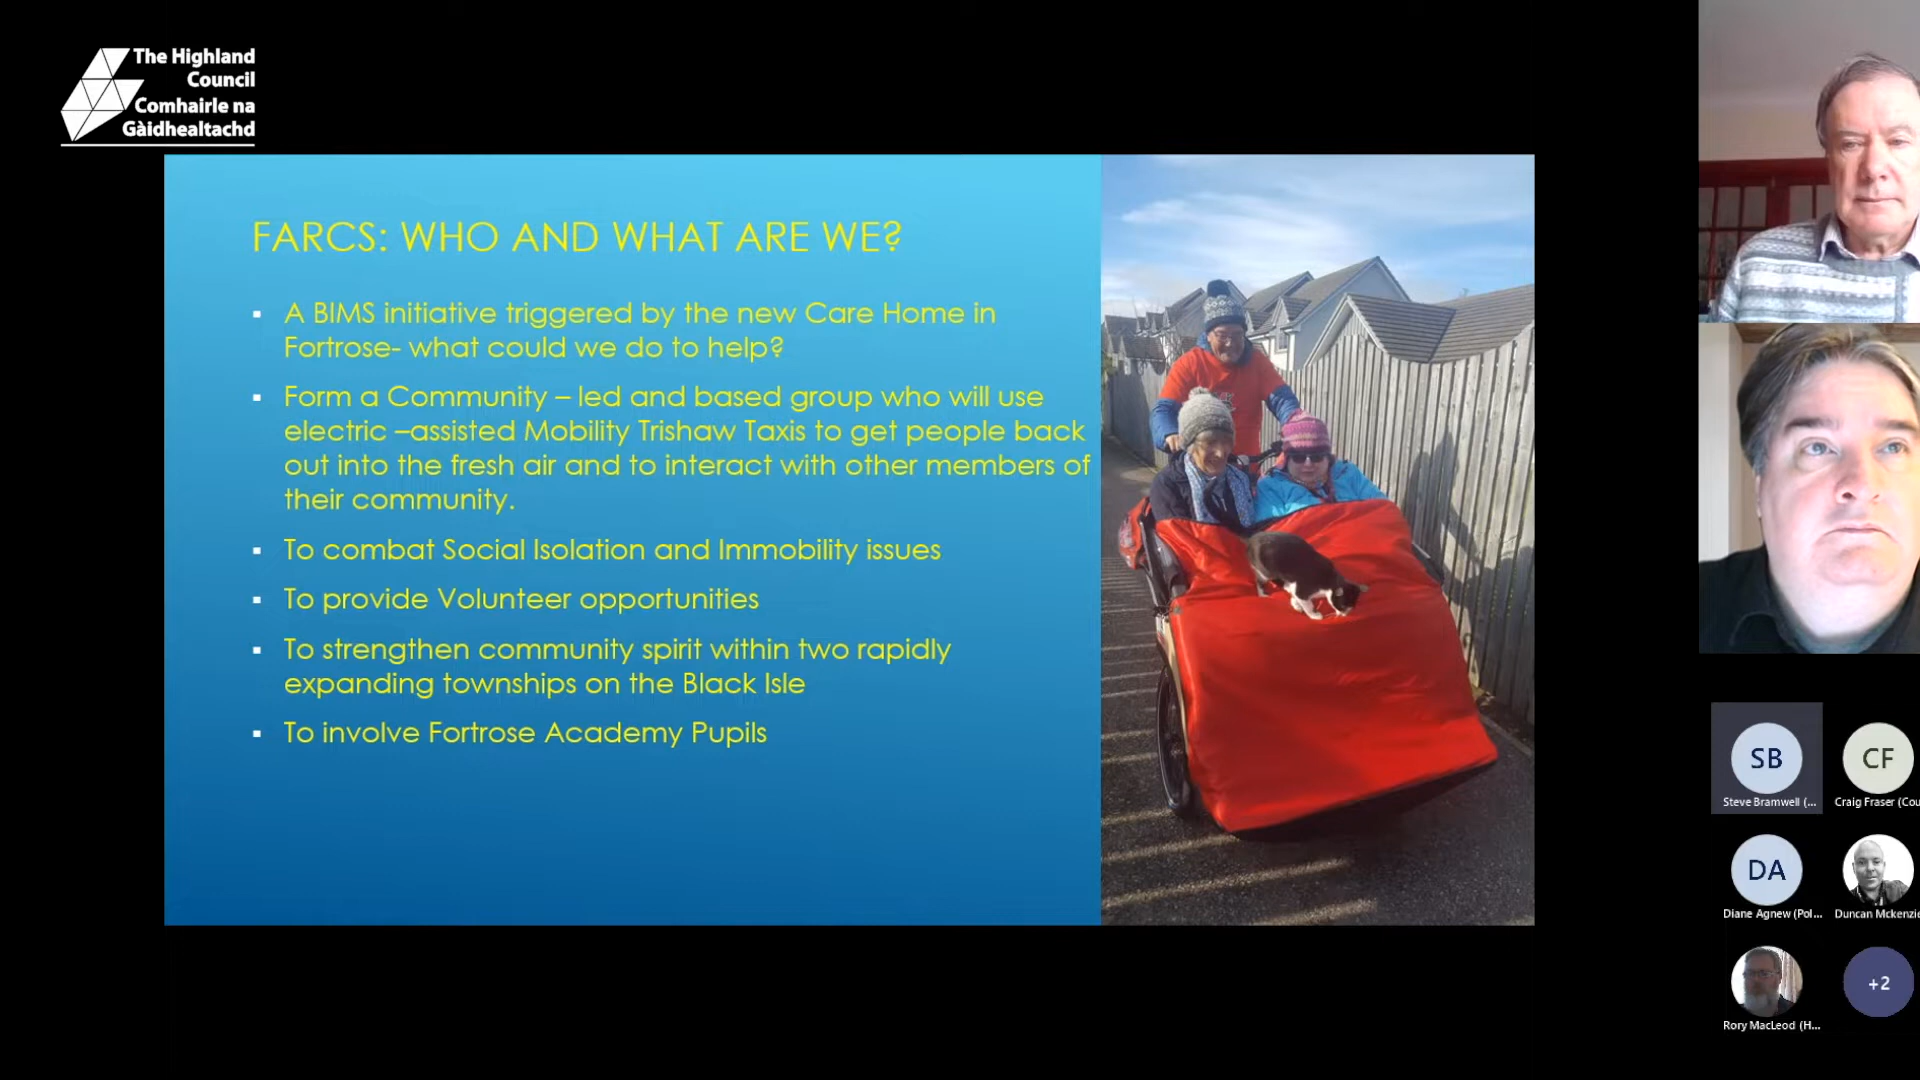 The Highland
Council
Comhairle na
Gàidhealtachd
FARCS: WHO AND WHAT ARE WE?
▪ A BIMS initiative triggered by the new Care Home in
Fortrose- what could we do to help?
▪ Form a Community – led and based group who will use
electric –assisted Mobility Trishaw Taxis to get people back
out into the fresh air and to interact with other members of
their community.
▪ To combat Social Isolation and Immobility issues
▪ To provide Volunteer opportunities
▪ To strengthen community spirit within two rapidly
expanding townships on the Black Isle
▪ To involve Fortrose Academy Pupils
SB
Steve Bramwell (...
CF
Craig Fraser (Cou
DA
Diane Agnew (Pol...
Duncan Mckenzie
Rory MacLeod (H...
+2